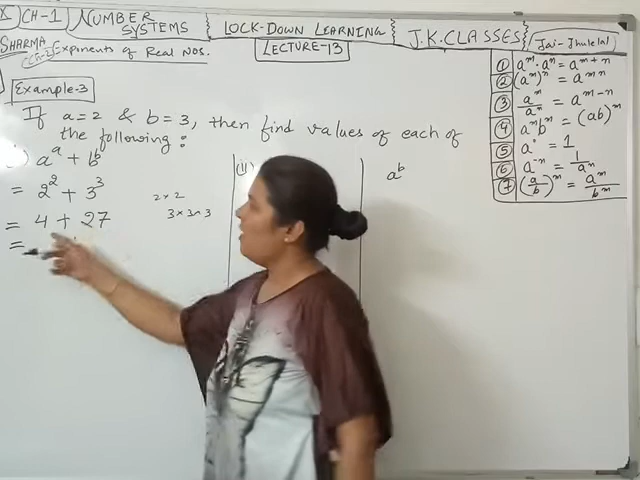 X CH-1 NUMBER SYSTEMS LOCK-DOWN LEARNING J.K.CLASSES Jai-Jhulelal
SHARMA Exponents of Real NOS. LECTURE-13
Example-3
If a=2 & b=3, then find values of each of
the following:
a^a + b^b
= 2^2 + 3^3
2×2
3×3×3
= 4 + 27
=
(ii)
a^b
① a^m . a^n = a^{m+n}
② (a^m)^n = a^{mn}
③ a^m/a^n = a^{m-n}
④ a^m b^m = (ab)^m
⑤ a^0 = 1
⑥ a^{-n} = 1/a^n
⑦ (a/b)^m = a^m/b^m